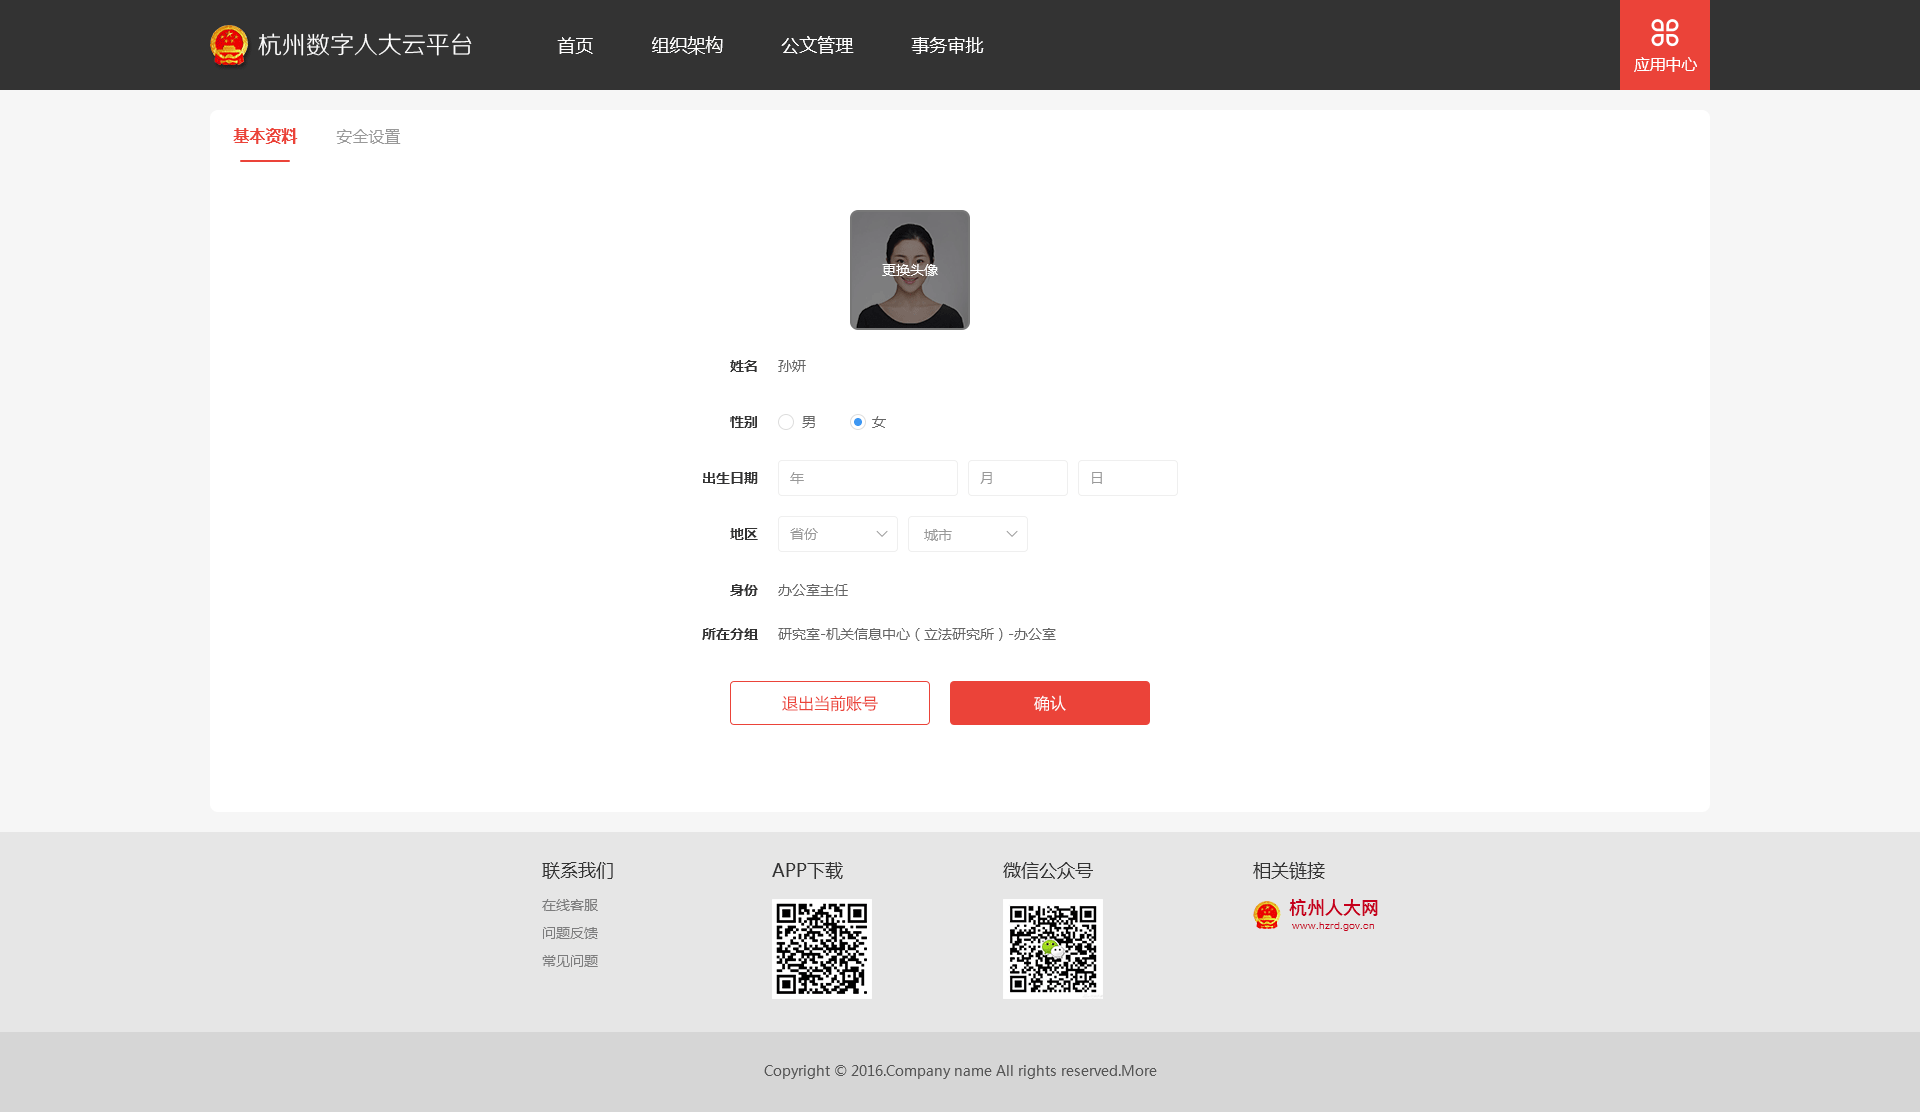 杭州数字人大云平台
首页 组织架构 公文管理 事务审批
应用中心
基本资料 安全设置
更换头像
姓名 孙妍
性别 男 女
出生日期 年 月 日
地区 省份 城市
身份 办公室主任
所在分组 研究室-机关信息中心（立法研究所）-办公室
退出当前账号 确认
联系我们 APP下载 微信公众号 相关链接
在线客服
问题反馈
常见问题
杭州人大网
www.hzrd.gov.cn
Copyright © 2016.Company name All rights reserved.More